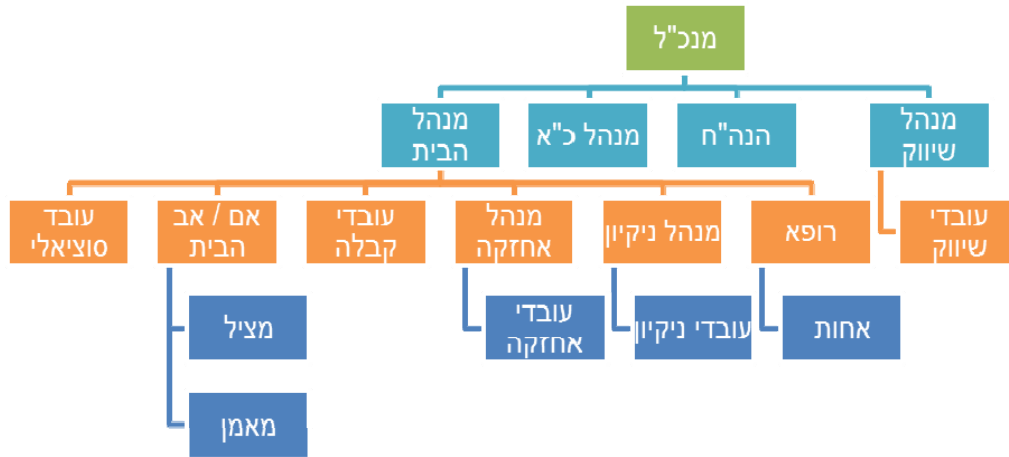 מנכ"ל
מנהל
שיווק
הנה"ח
מנהל כ"א
מנהל
הבית
עובדי
שיווק
רופא
מנהל ניקיון
מנהל
אחזקה
עובדי
קבלה
אם / אב
הבית
עובד
סוציאלי
אחות
עובדי ניקיון
עובדי
אחזקה
מציל
מאמן